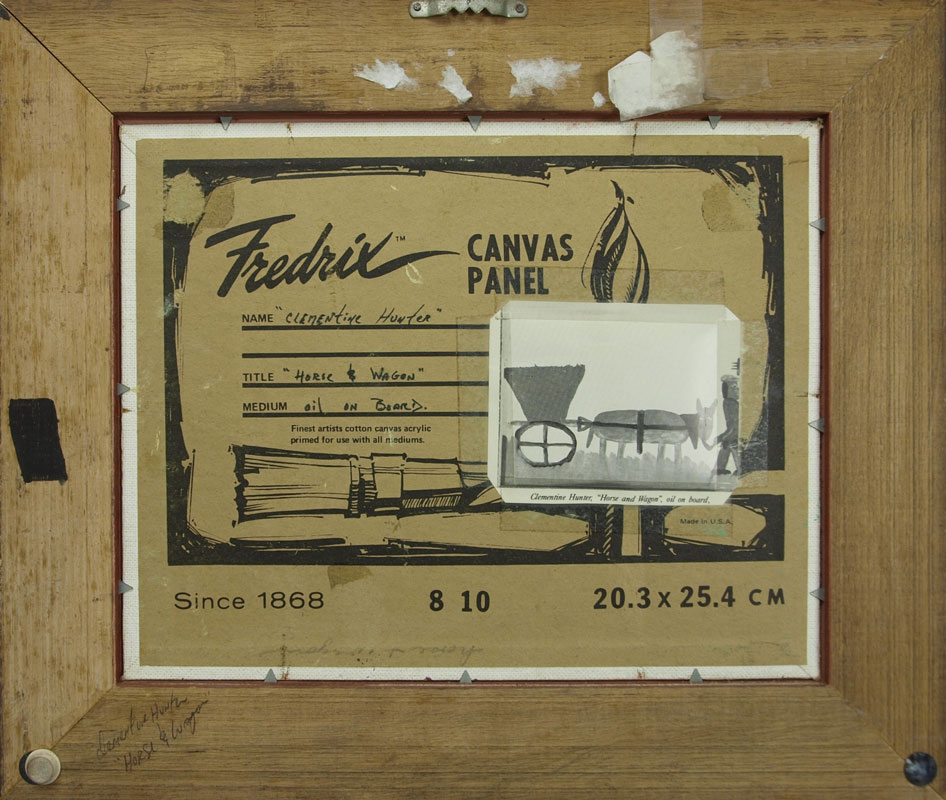 Fredrix™
CANVAS
PANEL
NAME "CLEMENTINE HUNTER"
TITLE "HORSE & WAGON"
MEDIUM OIL ON BOARD.
Finest artists cotton canvas acrylic
primed for use with all mediums.
Clementine Hunter, "Horse and Wagon", oil on board,
Made in U.S.A.
Since 1868
8 10
20.3 x 25.4 CM
Clementine Hunter
"Horse & Wagon"